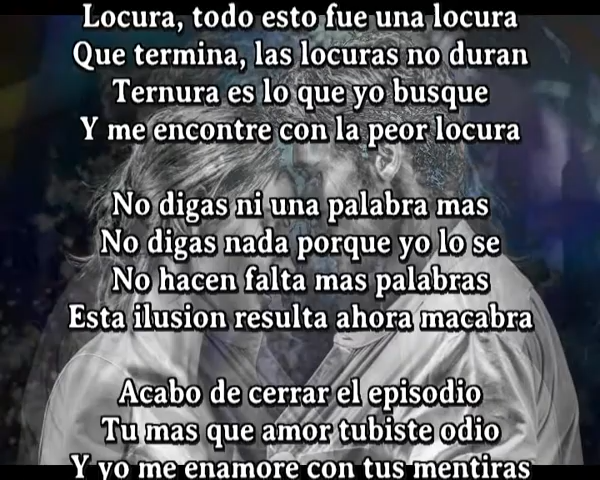 Locura, todo esto fue una locura
Que termina, las locuras no duran
Ternura es lo que yo busque
Y me encontre con la peor locura
No digas ni una palabra mas
No digas nada porque yo lo se
No hacen falta mas palabras
Esta ilusion resulta ahora macabra
Acabo de cerrar el episodio
Tu mas que amor tubiste odio
Y yo me enamore con tus mentiras